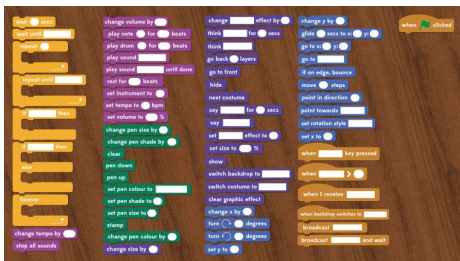 wait secs
wait until
repeat
repeat until
if then
if then
else
forever
change tempo by
stop all sounds
change volume by
play note for beats
play drum for beats
play sound
play sound until done
rest for beats
set instrument to
set tempo to bpm
set volume to %
change pen size by
change pen shade by
clear
pen down
pen up
set pen colour to
set pen shade to
set pen size to
stamp
change pen colour by
change size by
change effect by
think for secs
think
go back layers
go to front
hide
next costume
say for secs
say
set effect to
set size to %
show
switch backdrop to
switch costume to
clear graphic effect
change x by
turn degrees
turn degrees
set y to
change y by
glide secs to x: y:
go to x: y:
go to
if on edge, bounce
move steps
point in direction
point towards
set rotation style
set x to
when key pressed
when >
when I receive
when backdrop switches to
broadcast
broadcast and wait
when clicked